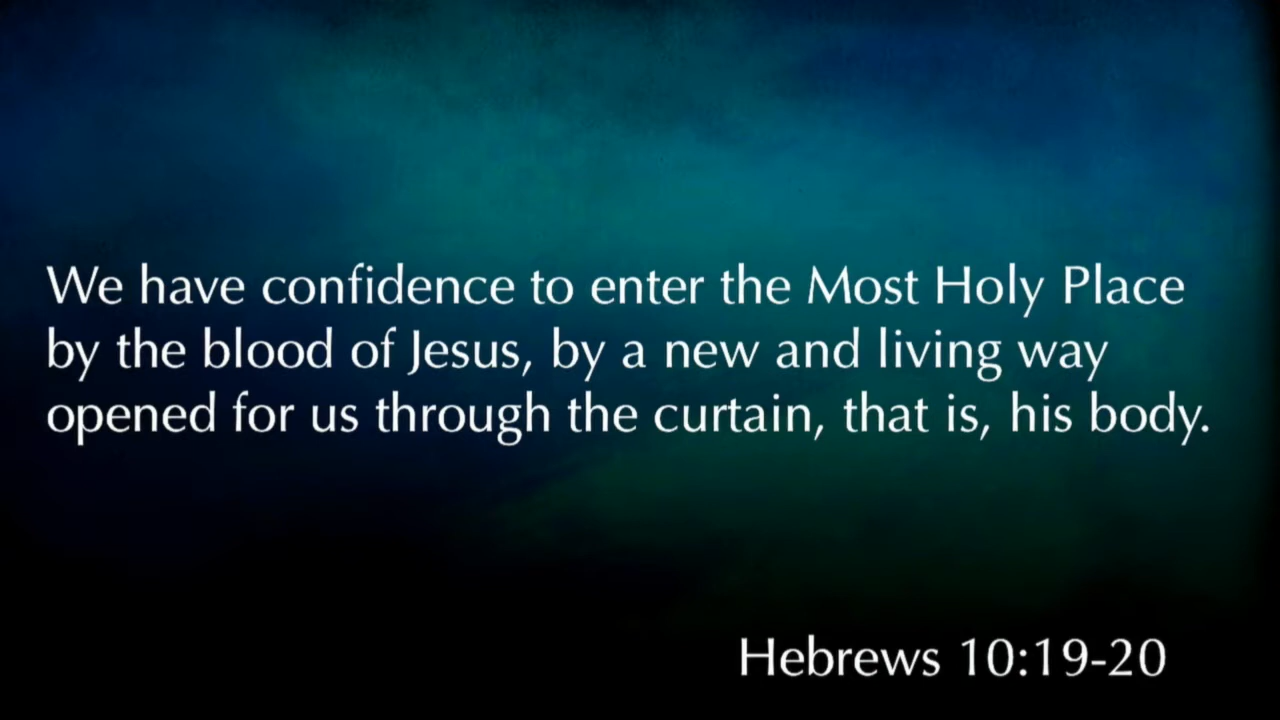 We have confidence to enter the Most Holy Place
by the blood of Jesus, by a new and living way
opened for us through the curtain, that is, his body.
Hebrews 10:19-20